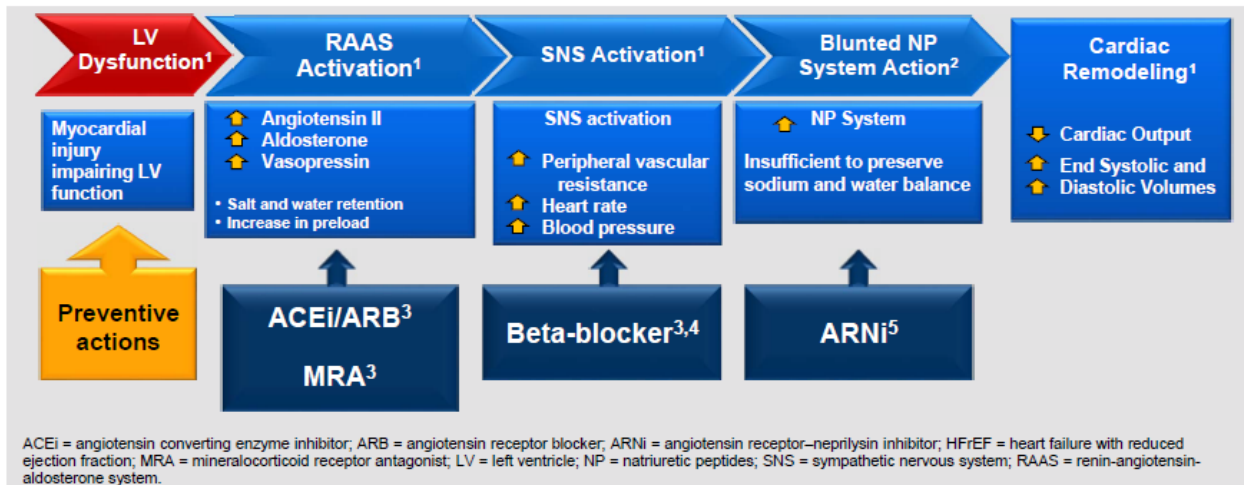 LV
Dysfunction¹
RAAS
Activation¹
SNS Activation¹
Blunted NP
System Action²
Cardiac
Remodeling¹
Myocardial
injury
impairing LV
function
Angiotensin II
Aldosterone
Vasopressin
• Salt and water retention
• Increase in preload
SNS activation
Peripheral vascular
resistance
Heart rate
Blood pressure
NP System
Insufficient to preserve
sodium and water balance
Cardiac Output
End Systolic and
Diastolic Volumes
Preventive
actions
ACEi/ARB³
MRA³
Beta-blocker³,⁴
ARNi⁵
ACEi = angiotensin converting enzyme inhibitor; ARB = angiotensin receptor blocker; ARNi = angiotensin receptor–neprilysin inhibitor; HFrEF = heart failure with reduced
ejection fraction; MRA = mineralocorticoid receptor antagonist; LV = left ventricle; NP = natriuretic peptides; SNS = sympathetic nervous system; RAAS = renin-angiotensin-
aldosterone system.